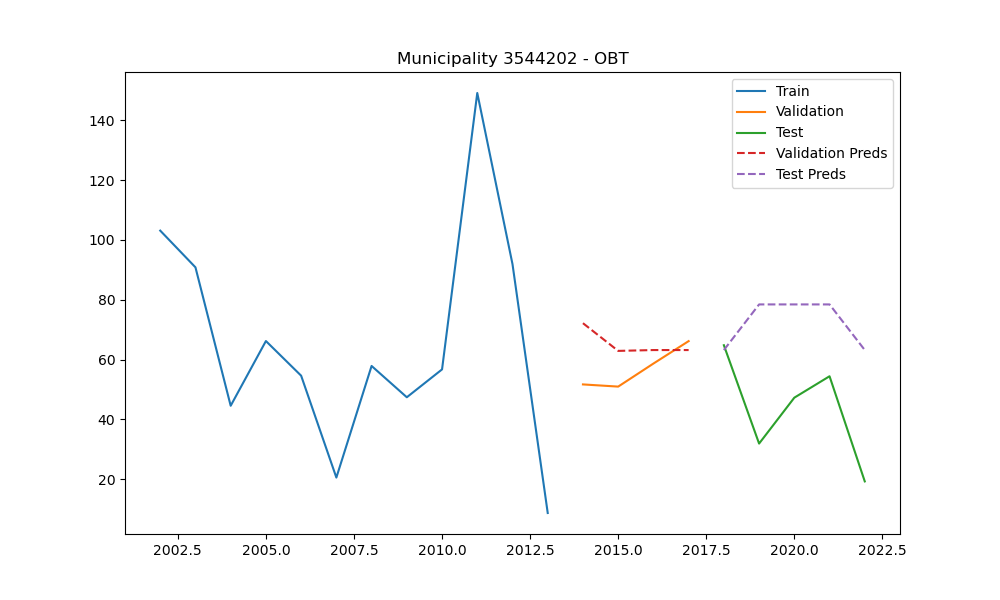 Municipality 3544202 - OBT
Train
Validation
Test
Validation Preds
Test Preds
140
120
100
80
60
40
20
2002.5 2005.0 2007.5 2010.0 2012.5 2015.0 2017.5 2020.0 2022.5